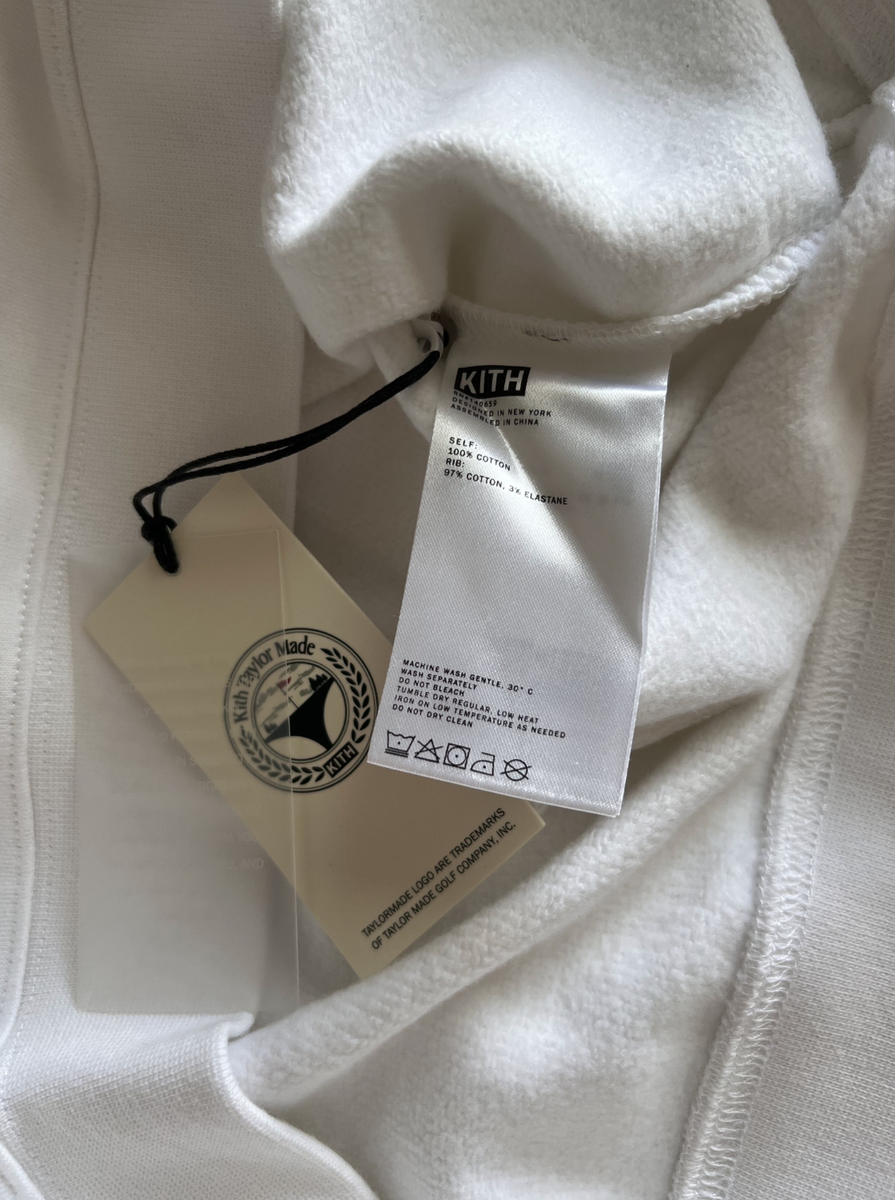 KITH
DESIGNED IN NEW YORK
ASSEMBLED IN CHINA
SELF:
100% COTTON
RIB:
97% COTTON, 3% ELASTANE
MACHINE WASH GENTLE, 30° C
WASH SEPARATELY
DO NOT BLEACH
TUMBLE DRY REGULAR, LOW HEAT
IRON ON LOW TEMPERATURE AS NEEDED
DO NOT DRY CLEAN
Kith Taylor Made
KITH
TAYLORMADE LOGO ARE TRADEMARKS
OF TAYLOR MADE GOLF COMPANY, INC.